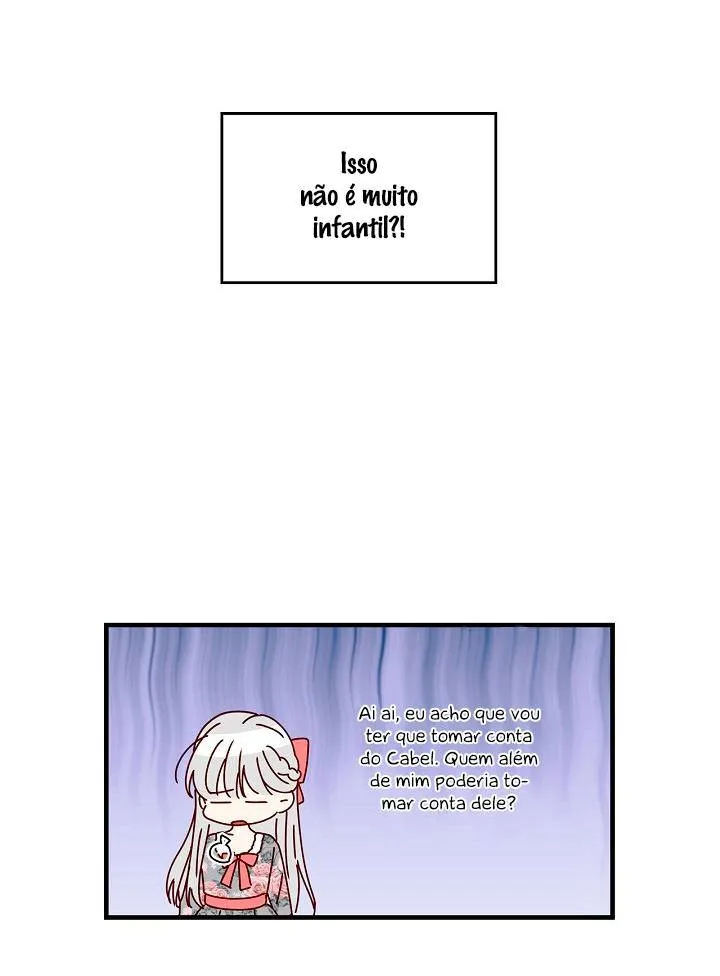 Isso
não é muito
infantil?!
Ai ai, eu acho que vou
ter que tomar conta
do Cabel. Quem além
de mim poderia to-
mar conta dele?